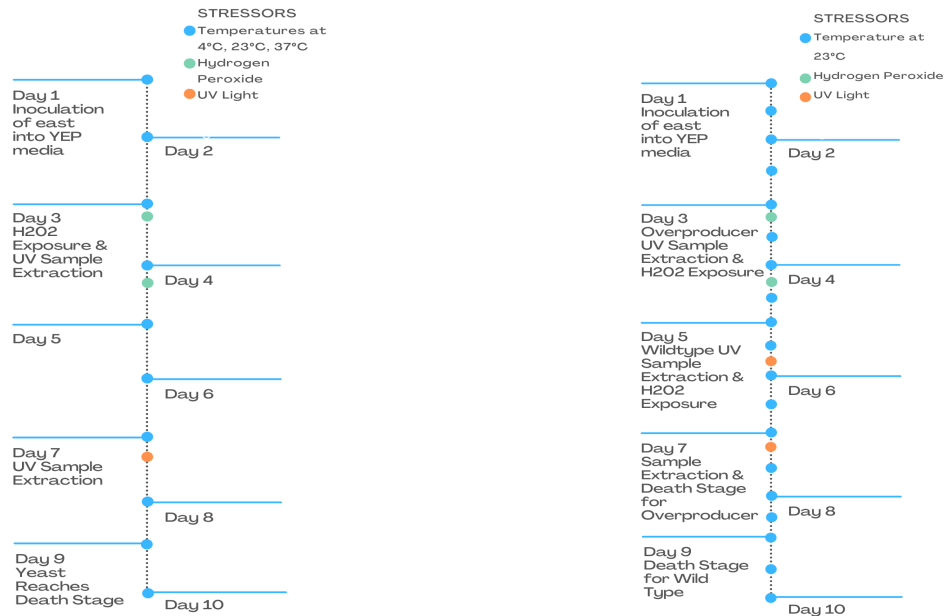 STRESSORS
Temperatures at
4°C, 23°C, 37°C
Hydrogen
Peroxide
UV Light
Day 1
Inoculation
of east
into YEP
media
Day 2
Day 3
H202
Exposure &
UV Sample
Extraction
Day 4
Day 5
Day 6
Day 7
UV Sample
Extraction
Day 8
Day 9
Yeast
Reaches
Death Stage
Day 10
STRESSORS
Temperature at
23°C
Hydrogen Peroxide
UV Light
Day 1
Inoculation
of east
into YEP
media
Day 2
Day 3
Overproducer
UV Sample
Extraction
& H202 Exposure
Day 4
Day 5
Wildtype UV
Sample
Extraction &
H202
Exposure
Day 6
Day 7
Sample
Extraction &
Death Stage
for
Overproducer
Day 8
Day 9
Death Stage
for Wild
Type
Day 10